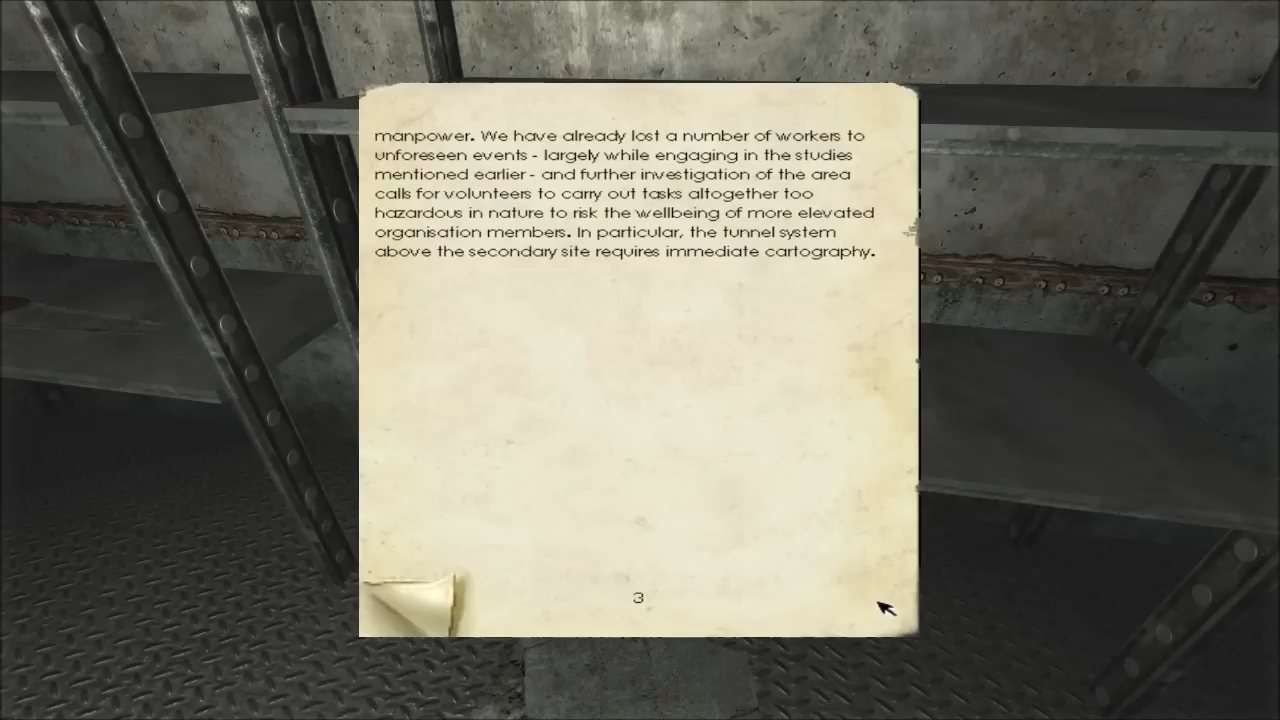 manpower. We have already lost a number of workers to
unforeseen events - largely while engaging in the studies
mentioned earlier - and further investigation of the area
calls for volunteers to carry out tasks altogether too
hazardous in nature to risk the wellbeing of more elevated
organisation members. In particular, the tunnel system
above the secondary site requires immediate cartography.
3